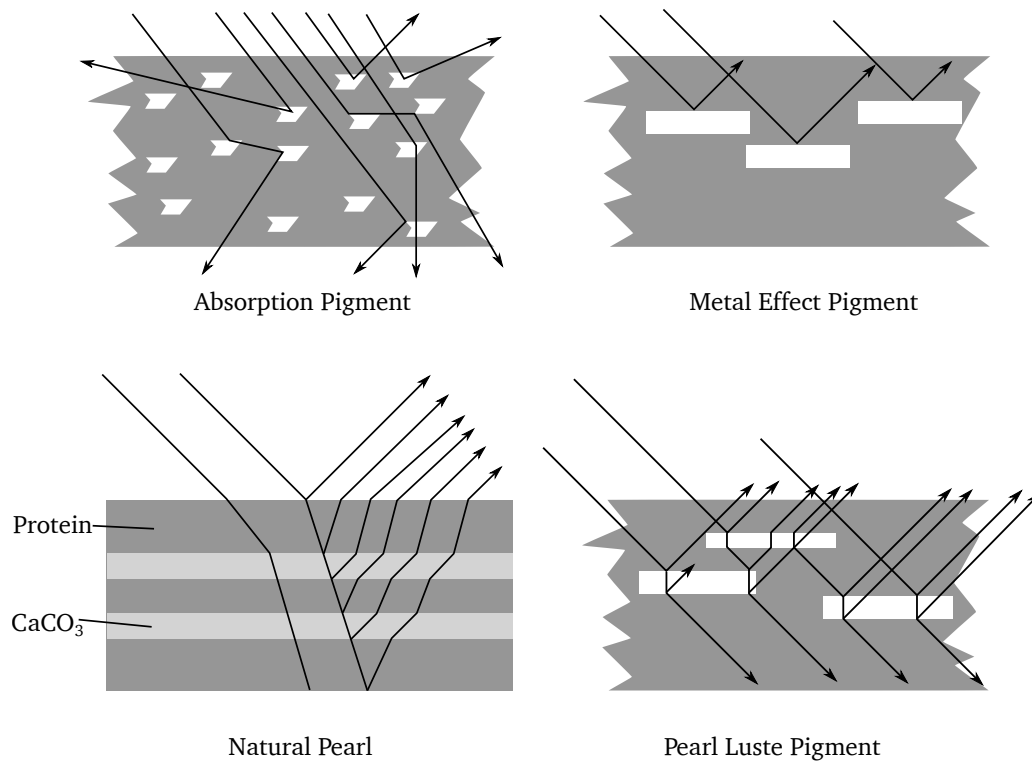 Absorption Pigment
Metal Effect Pigment
Protein
CaCO₃
Natural Pearl
Pearl Luste Pigment